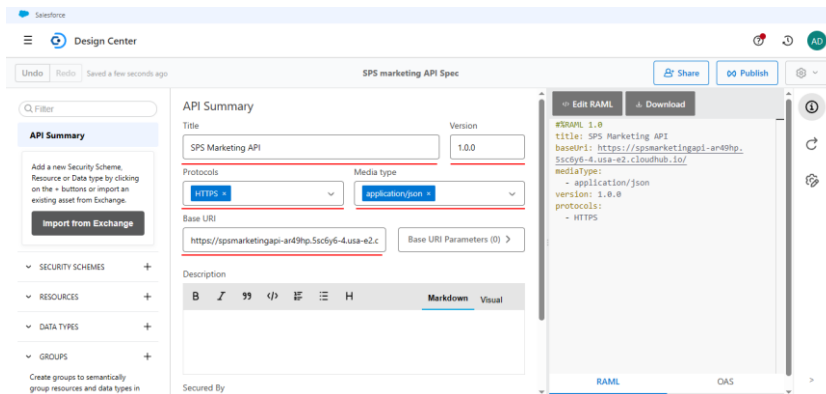 Salesforce
Design Center
AD
Undo Redo Saved a few seconds ago
SPS marketing API Spec
Share
Publish
Filter
API Summary
Add a new Security Scheme,
Resource or Data type by clicking
on the + buttons or import an
existing asset from Exchange.
Import from Exchange
SECURITY SCHEMES +
RESOURCES +
DATA TYPES +
GROUPS +
Create groups to semantically
group resources and data types in
API Summary
Title Version
SPS Marketing API 1.0.0
Protocols Media type
HTTPS × application/json ×
Base URI
https://spsmarketingapi-ar49hp.5sc6y6-4.usa-e2.c Base URI Parameters (0) >
Description
B I 99 </> H Markdown Visual
Secured By
</> Edit RAML Download
#%RAML 1.0
title: SPS Marketing API
baseUri: https://spsmarketingapi-ar49hp.
5sc6y6-4.usa-e2.cloudhub.io/
mediaType:
- application/json
version: 1.0.0
protocols:
- HTTPS
RAML OAS